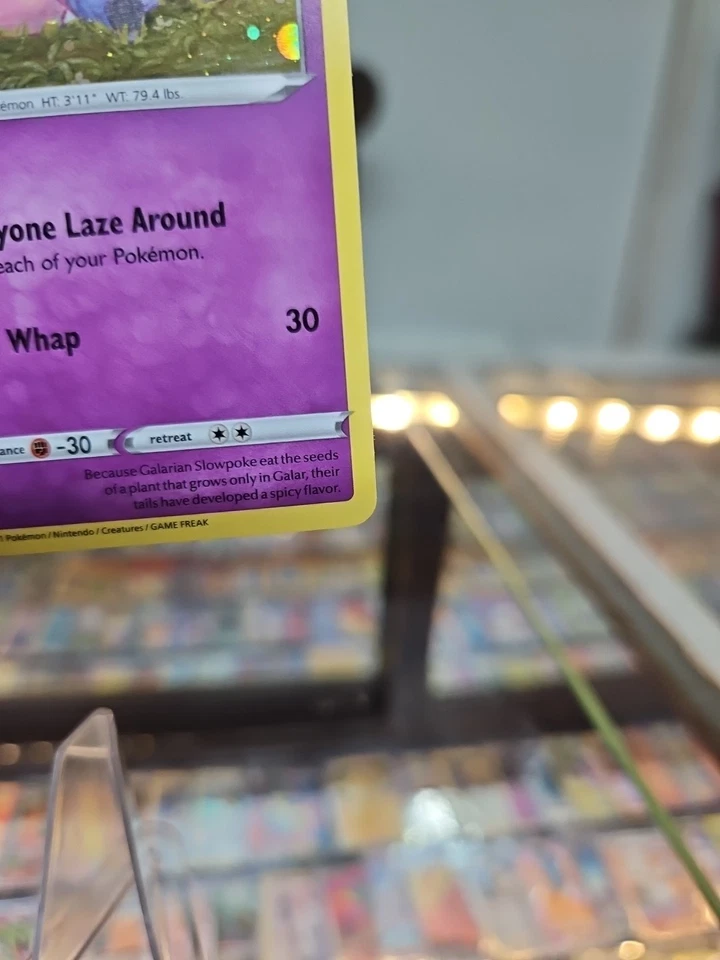 émon HT: 3'11" WT: 79.4 lbs.
yone Laze Around
each of your Pokémon.
Whap 30
ance -30 retreat
Because Galarian Slowpoke eat the seeds
of a plant that grows only in Galar, their
tails have developed a spicy flavor.
Pokémon / Nintendo / Creatures / GAME FREAK